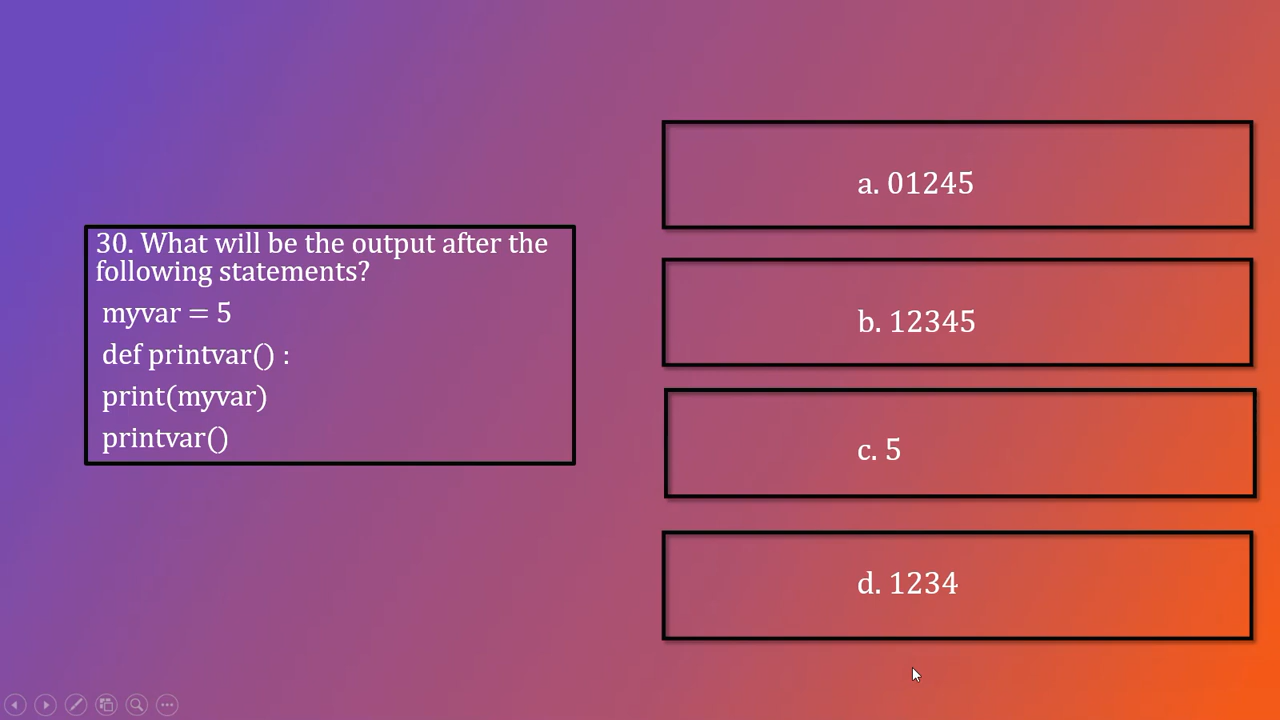 30. What will be the output after the
following statements?
myvar = 5
def printvar() :
print(myvar)
printvar()
a. 01245
b. 12345
c. 5
d. 1234